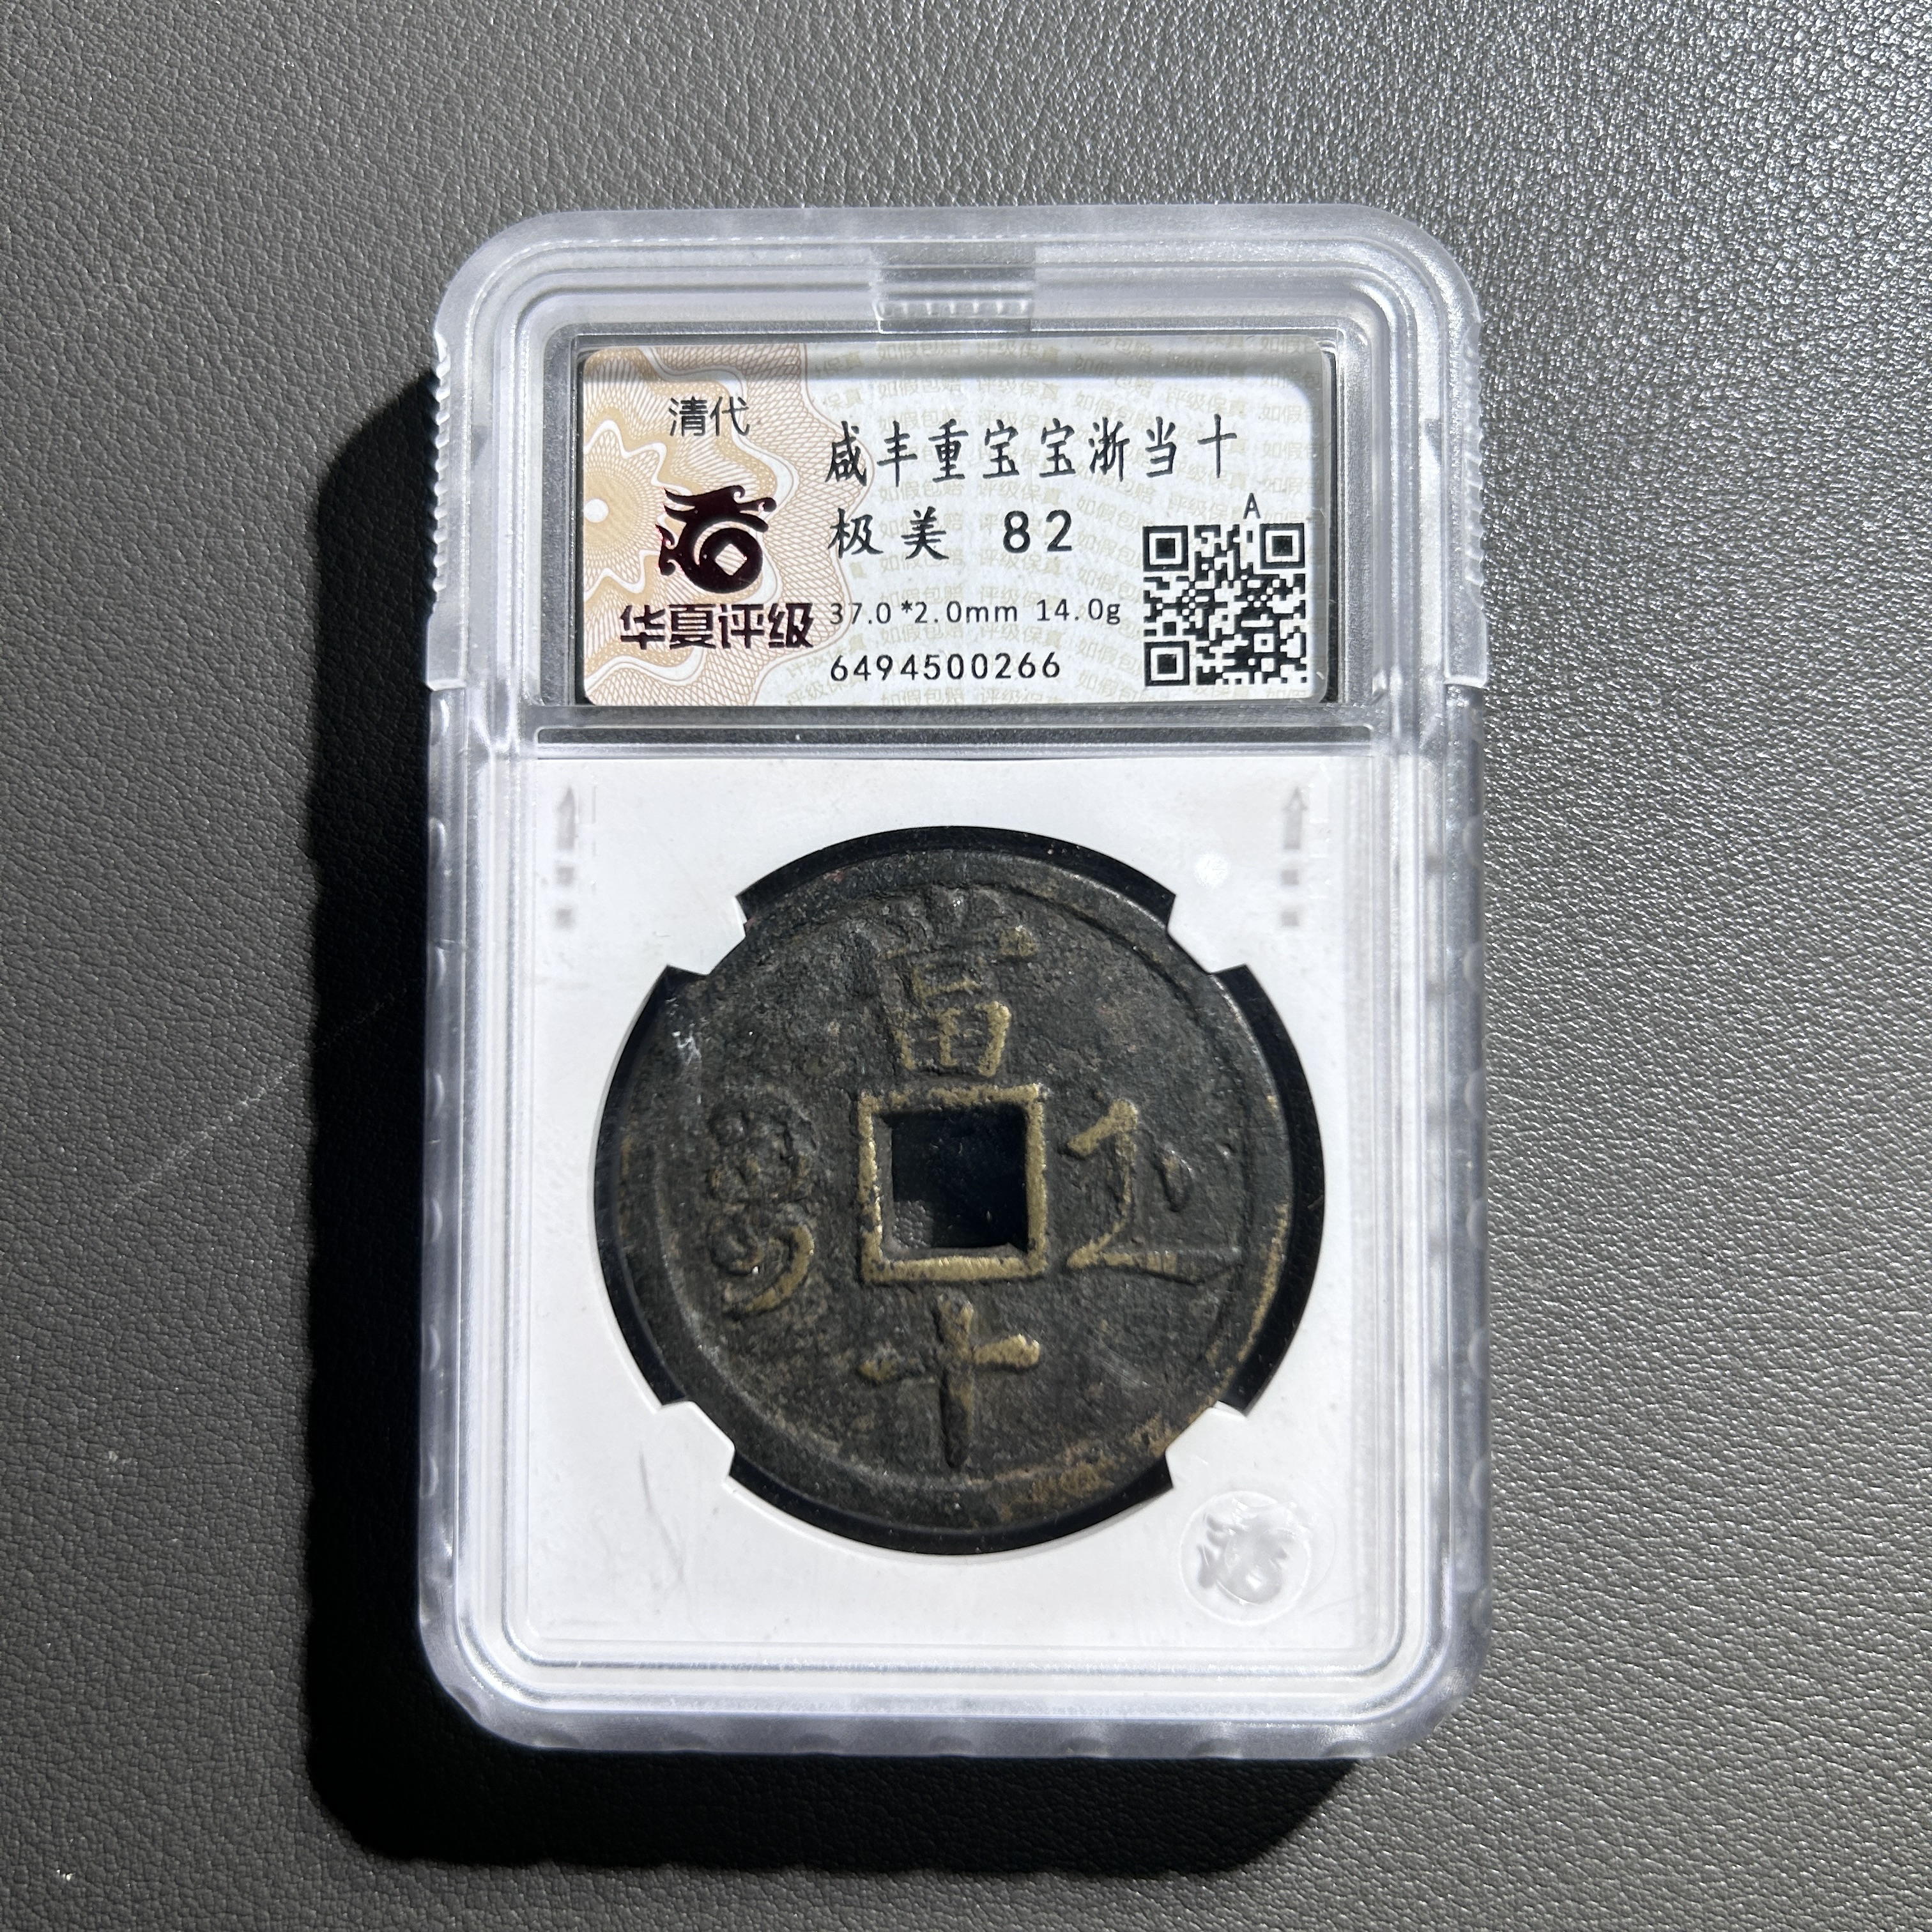 清代
咸丰重宝宝浙当十
极美 82
A
华夏评级
37.0*2.0mm 14.0g
6494500266
當
十